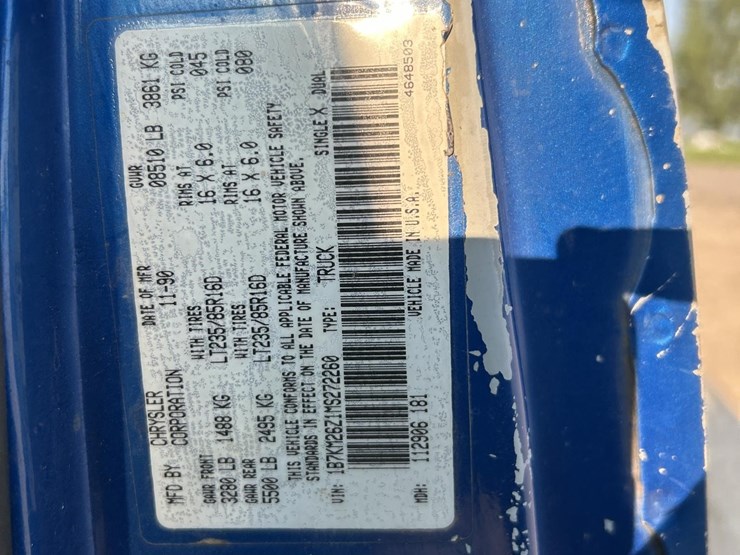 MFD BY CHRYSLER CORPORATION DATE OF MFR 11-90 GVWR 08510 LB 3861 KG
GAWR FRONT WITH TIRES RIMS AT PSI COLD
3280 LB 1488 KG LT235/85R16D 16 X 6.0 045
GAWR REAR WITH TIRES RIMS AT PSI COLD
5500 LB 2495 KG LT235/85R16D 16 X 6.0 080
THIS VEHICLE CONFORMS TO ALL APPLICABLE FEDERAL MOTOR VEHICLE SAFETY
STANDARDS IN EFFECT ON THE DATE OF MANUFACTURE SHOWN ABOVE.
VIN: 1B7KM26Z1MS272260 TYPE: TRUCK SINGLE X DUAL
MDH: 112906 181 VEHICLE MADE IN U.S.A. 4648503